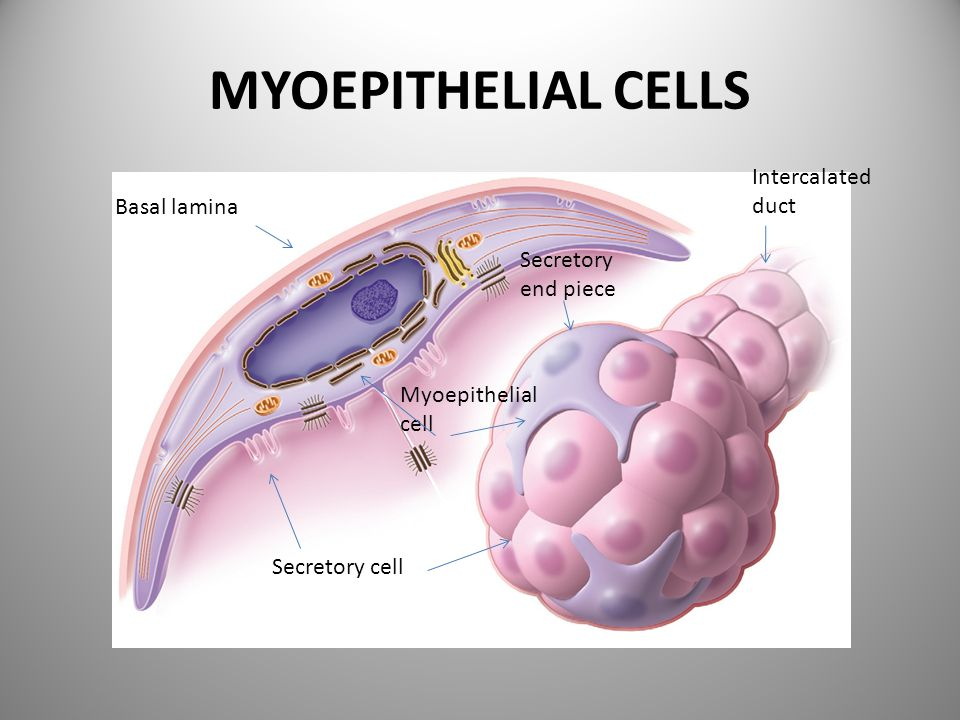 MYOEPITHELIAL CELLS
Intercalated
duct
Basal lamina
Secretory
end piece
Myoepithelial
cell
Secretory cell